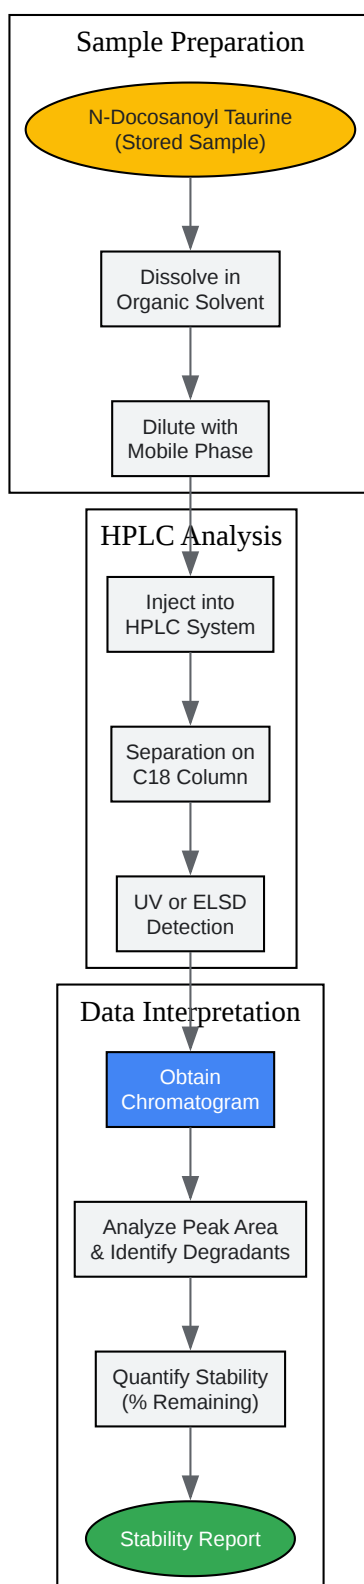 Sample Preparation
N-Docosanoyl Taurine
(Stored Sample)
Dissolve in
Organic Solvent
Dilute with
Mobile Phase
HPLC Analysis
Inject into
HPLC System
Separation on
C18 Column
UV or ELSD
Detection
Data Interpretation
Obtain
Chromatogram
Analyze Peak Area
& Identify Degradants
Quantify Stability
(% Remaining)
Stability Report